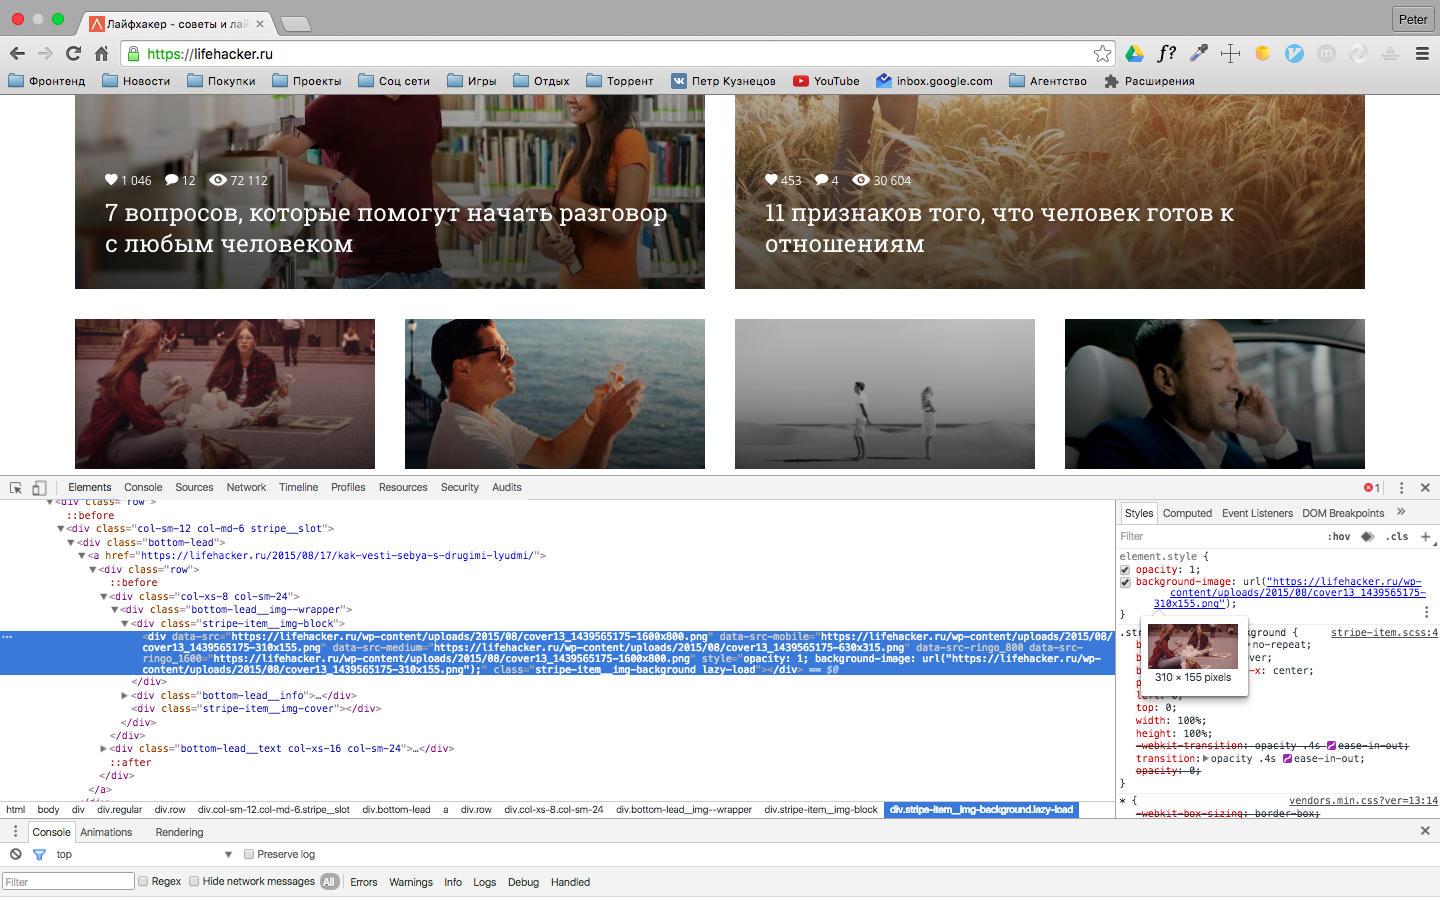 Лайфхакер - советы и лай
Peter
https://lifehacker.ru
f?
Фронтенд Новости Покупки Проекты Соц сети Игры Отдых Торрент Петр Кузнецов YouTube inbox.google.com Агентство Расширения
1 046 12 72 112
7 вопросов, которые помогут начать разговор
с любым человеком
453 4 30 604
11 признаков того, что человек готов к
отношениям
Elements Console Sources Network Timeline Profiles Resources Security Audits 1
<div class="row">
::before
<div class="col-sm-12 col-md-6 stripe__slot">
<div class="bottom-lead">
<a href="https://lifehacker.ru/2015/08/17/kak-vesti-sebya-s-drugimi-lyudmi/">
<div class="row">
::before
<div class="col-xs-8 col-sm-24">
<div class="bottom-lead__img--wrapper">
<div class="stripe-item__img-block">
… <div data-src="https://lifehacker.ru/wp-content/uploads/2015/08/cover13_1439565175-1600x800.png" data-src-mobile="https://lifehacker.ru/wp-content/uploads/2015/08/
cover13_1439565175-310x155.png" data-src-medium="https://lifehacker.ru/wp-content/uploads/2015/08/cover13_1439565175-630x315.png" data-src-ringo_800 data-src-
ringo_1600="https://lifehacker.ru/wp-content/uploads/2015/08/cover13_1439565175-1600x800.png" style="opacity: 1; background-image: url("https://lifehacker.ru/wp-
content/uploads/2015/08/cover13_1439565175-310x155.png");" class="stripe-item__img-background lazy-load"></div> == $0
</div>
<div class="bottom-lead__info">…</div>
<div class="stripe-item__img-cover"></div>
</div>
</div>
<div class="bottom-lead__text col-xs-16 col-sm-24">…</div>
::after
</div>
</a>
html body div div.regular div.row div.col-sm-12.col-md-6.stripe__slot div.bottom-lead a div.row div.col-xs-8.col-sm-24 div.bottom-lead__img--wrapper div.stripe-item__img-block div.stripe-item__img-background.lazy-load
Styles Computed Event Listeners DOM Breakpoints »
Filter :hov .cls +
element.style {
opacity: 1;
background-image: url("https://lifehacker.ru/wp-
content/uploads/2015/08/cover13_1439565175-
310x155.png");
}
.str ground { stripe-item.scss:4
b no-repeat;
b ver;
b -x: center;
p
310 × 155 pixels
left: 0;
top: 0;
width: 100%;
height: 100%;
-webkit-transition: opacity .4s ease-in-out;
transition: opacity .4s ease-in-out;
opacity: 0;
}
* { vendors.min.css?ver=13:14
-webkit-box-sizing: border-box;
Console Animations Rendering
top Preserve log
Filter Regex Hide network messages All Errors Warnings Info Logs Debug Handled